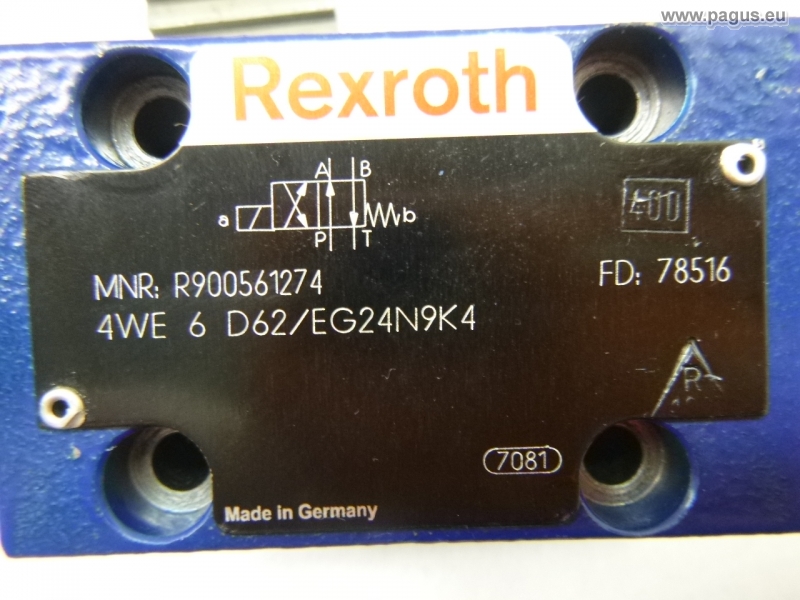 www.pagus.eu
Rexroth
A B
a b
P T
400
MNR: R900561274
FD: 78516
4WE 6 D62/EG24N9K4
R
7081
Made in Germany